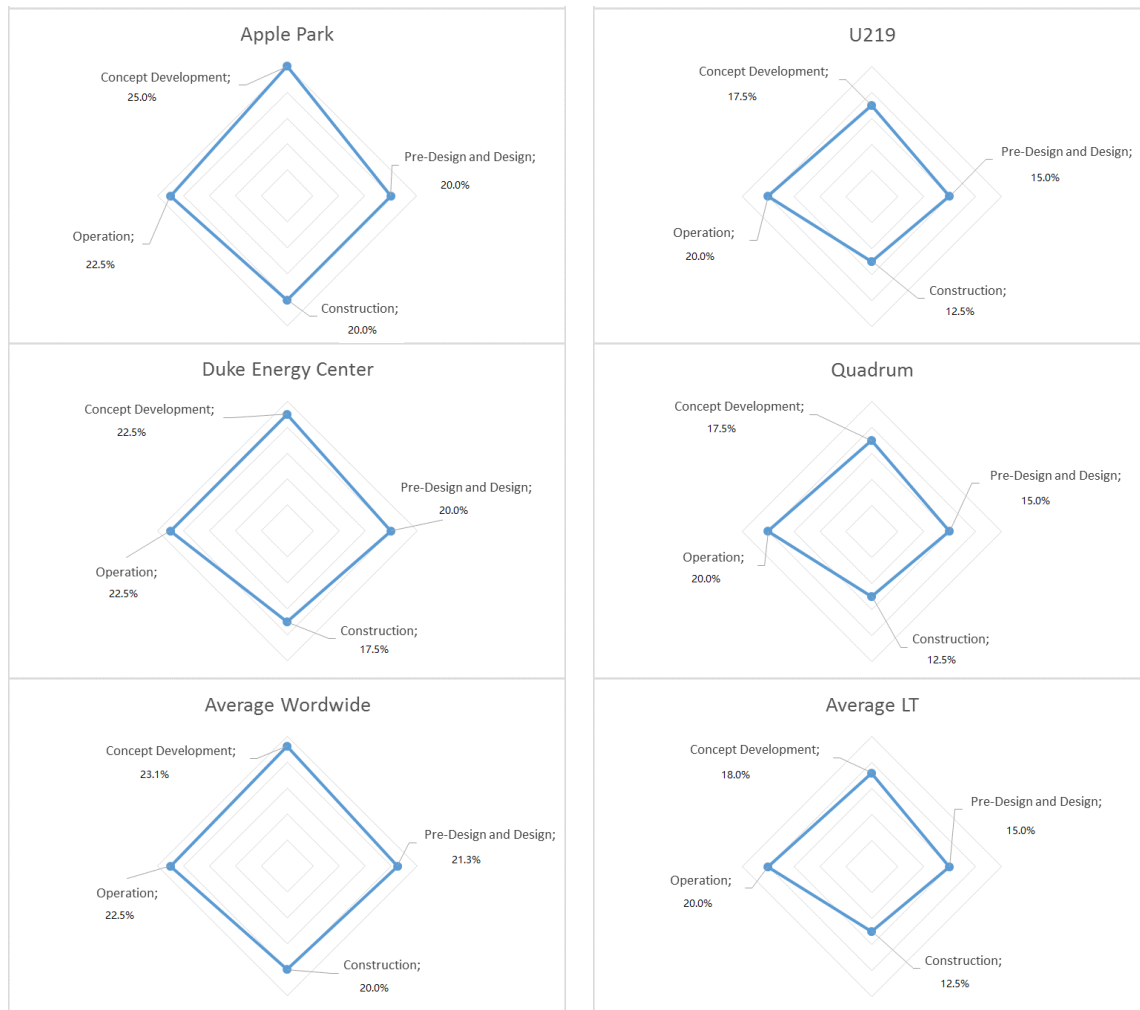 Apple Park
Concept Development;
25.0%
Pre-Design and Design;
20.0%
Operation;
22.5%
Construction;
20.0%
U219
Concept Development;
17.5%
Pre-Design and Design;
15.0%
Operation;
20.0%
Construction;
12.5%
Duke Energy Center
Concept Development;
22.5%
Pre-Design and Design;
20.0%
Operation;
22.5%
Construction;
17.5%
Quadrum
Concept Development;
17.5%
Pre-Design and Design;
15.0%
Operation;
20.0%
Construction;
12.5%
Average Wordwide
Concept Development;
23.1%
Pre-Design and Design;
21.3%
Operation;
22.5%
Construction;
20.0%
Average LT
Concept Development;
18.0%
Pre-Design and Design;
15.0%
Operation;
20.0%
Construction;
12.5%